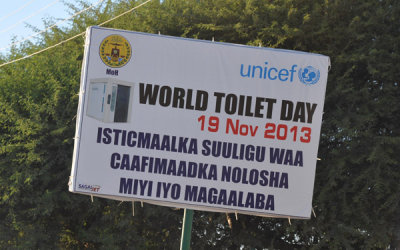 unicef
MoH
WORLD TOILET DAY
19 Nov 2013
ISTICMAALKA SUULIGU WAA
CAAFIMAADKA NOLOSHA
MIYI IYO MAGAALABA